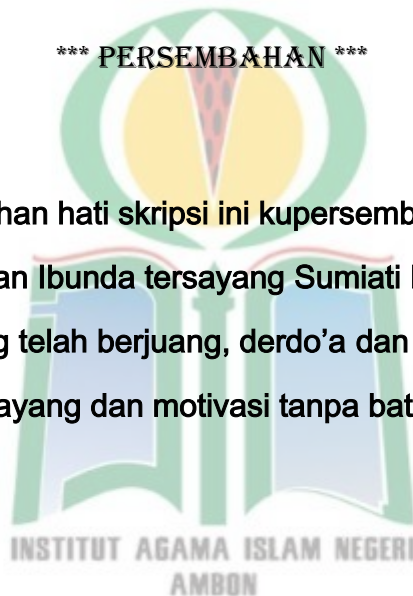 *** PERSEMBAHAN ***
han hati skripsi ini kupersemb
an Ibunda tersayang Sumiati
g telah berjuang, derdo’a dan
ayang dan motivasi tanpa bat
INSTITUT AGAMA ISLAM NEGERI
AMBON